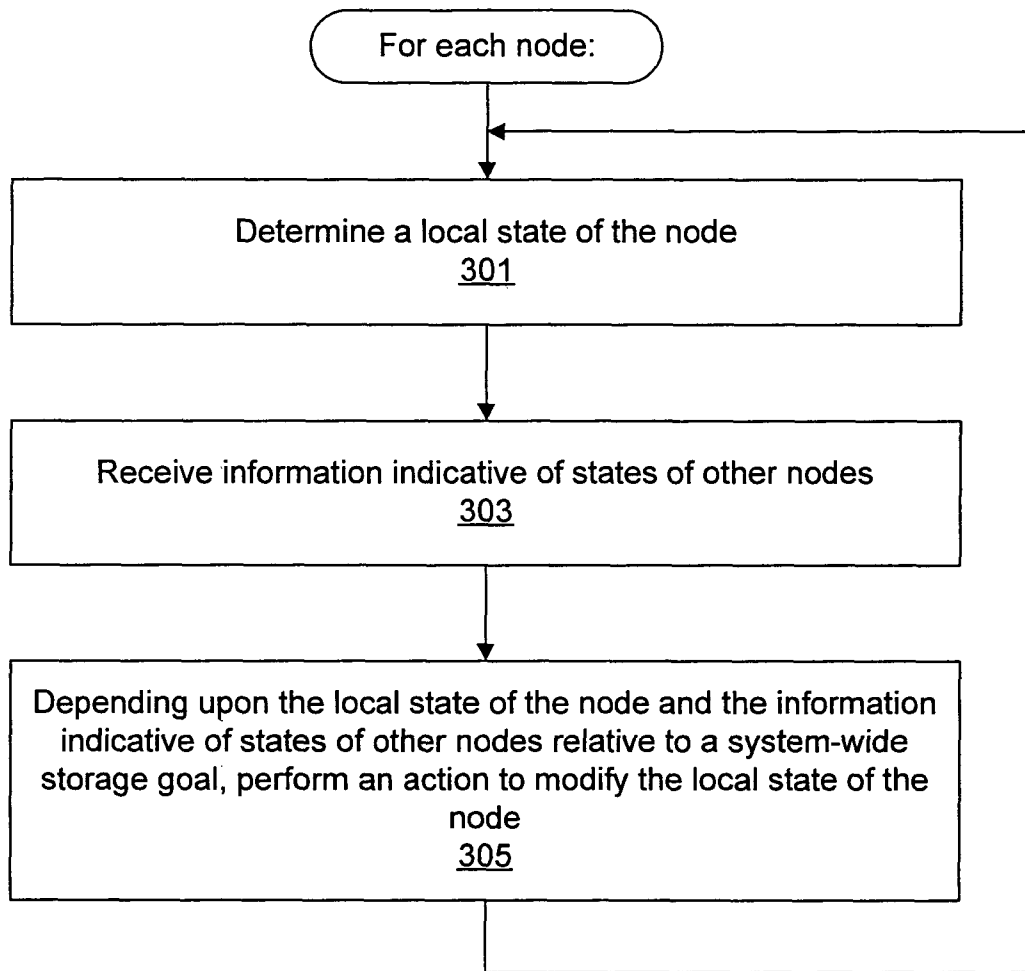 For each node:
Determine a local state of the node
301
Receive information indicative of states of other nodes
303
Depending upon the local state of the node and the information
indicative of states of other nodes relative to a system-wide
storage goal, perform an action to modify the local state of the
node
305